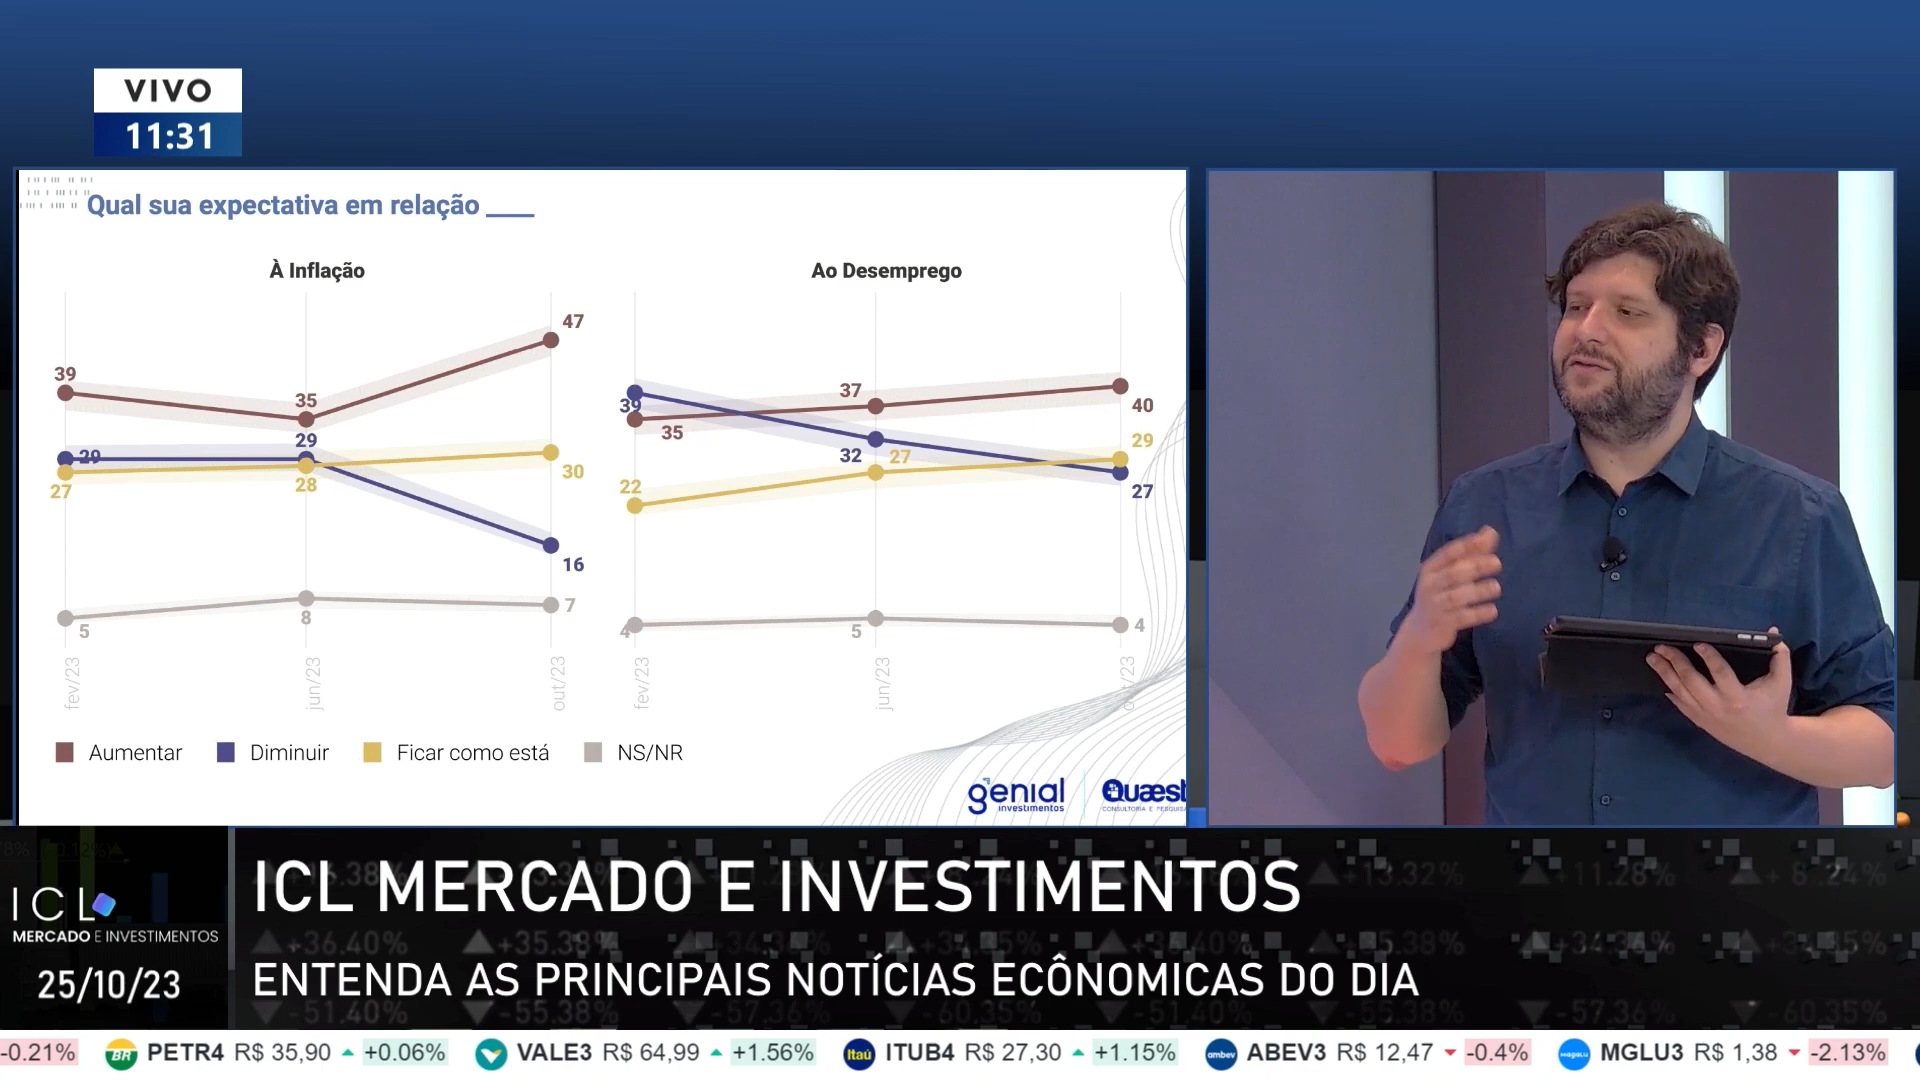 VIVO
11:31
Qual sua expectativa em relação ____
À Inflação
39
35
47
29
29
16
27
28
30
5
8
7
fev/23
jun/23
out/23
Ao Desemprego
39
35
37
40
32
27
27
29
22
4
5
4
fev/23
jun/23
Aumentar
Diminuir
Ficar como está
NS/NR
genial
investimentos
ICL MERCADO E INVESTIMENTOS
ENTENDA AS PRINCIPAIS NOTÍCIAS ECÔNOMICAS DO DIA
ICL
MERCADO E INVESTIMENTOS
25/10/23
-0.21% BR PETR4 R$ 35,90 +0.06% VALE3 R$ 64,99 +1.56% Itaú ITUB4 R$ 27,30 +1.15% ambev ABEV3 R$ 12,47 -0.4% MGLU3 R$ 1,38 -2.13%